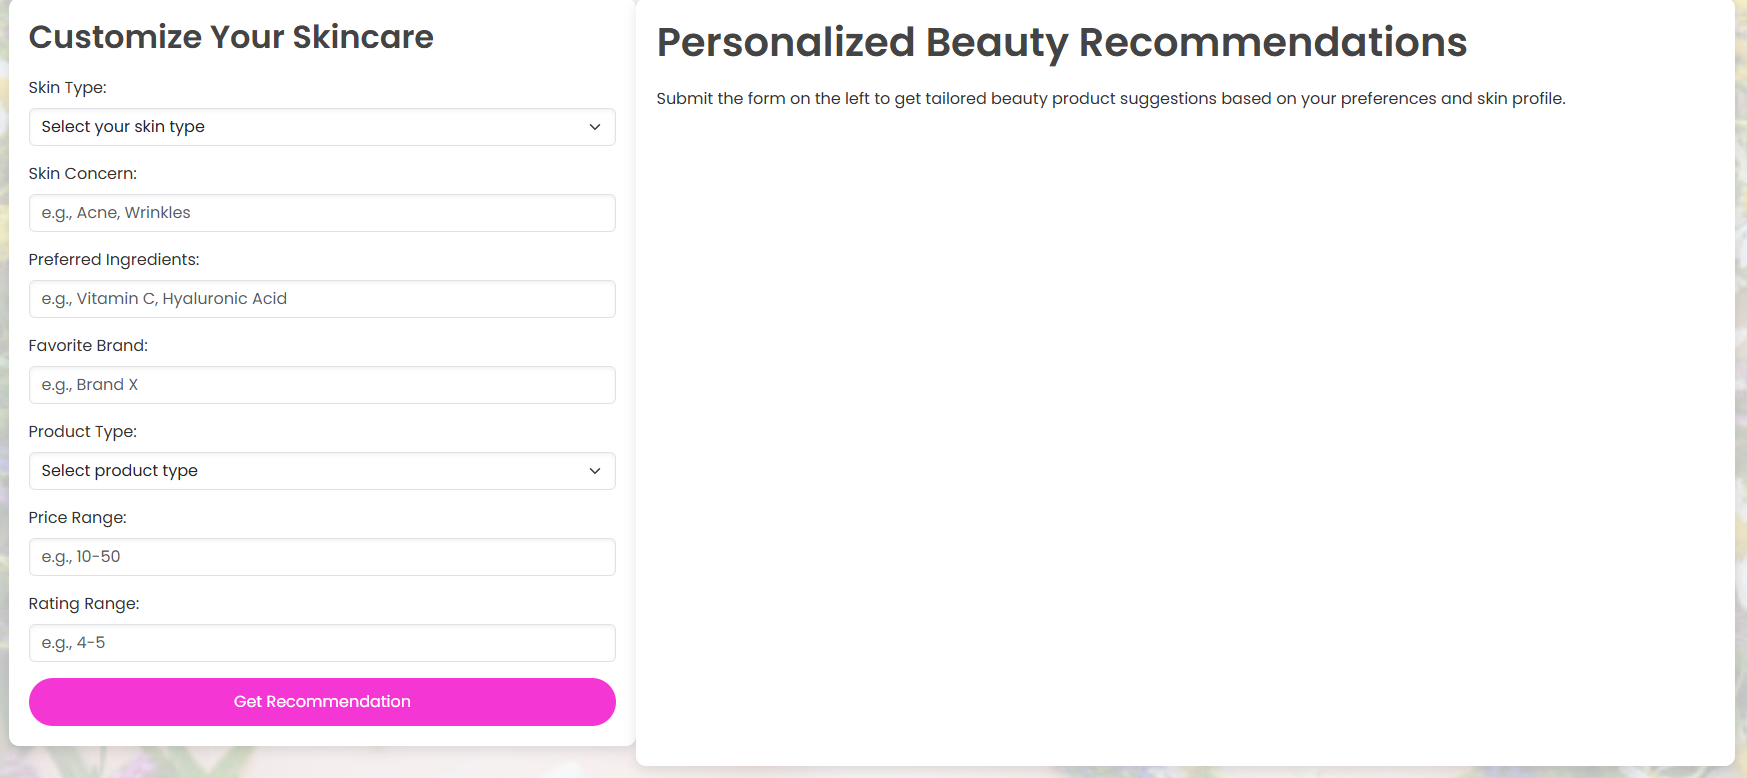 Customize Your Skincare
Skin Type:
Select your skin type
Skin Concern:
e.g., Acne, Wrinkles
Preferred Ingredients:
e.g., Vitamin C, Hyaluronic Acid
Favorite Brand:
e.g., Brand X
Product Type:
Select product type
Price Range:
e.g., 10-50
Rating Range:
e.g., 4-5
Get Recommendation
Personalized Beauty Recommendations
Submit the form on the left to get tailored beauty product suggestions based on your preferences and skin profile.